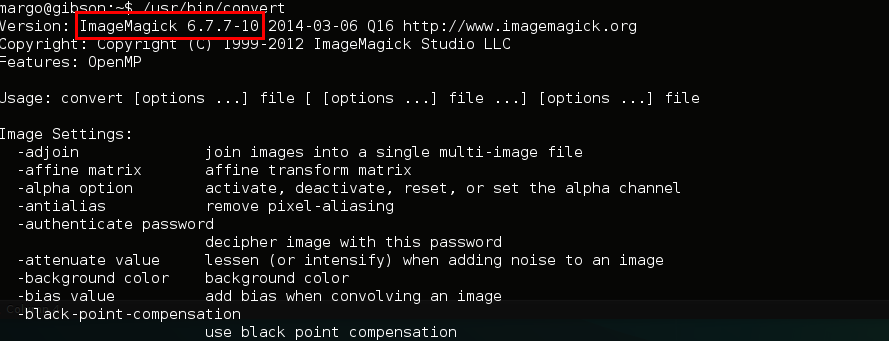 margo@gibson:~$ /usr/bin/convert
Version: ImageMagick 6.7.7-10 2014-03-06 Q16 http://www.imagemagick.org
Copyright: Copyright (C) 1999-2012 ImageMagick Studio LLC
Features: OpenMP
Usage: convert [options ...] file [ [options ...] file ...] [options ...] file
Image Settings:
-adjoin join images into a single multi-image file
-affine matrix affine transform matrix
-alpha option activate, deactivate, reset, or set the alpha channel
-antialias remove pixel-aliasing
-authenticate password
decipher image with this password
-attenuate value lessen (or intensify) when adding noise to an image
-background color background color
-bias value add bias when convolving an image
-black-point-compensation
use black point compensation